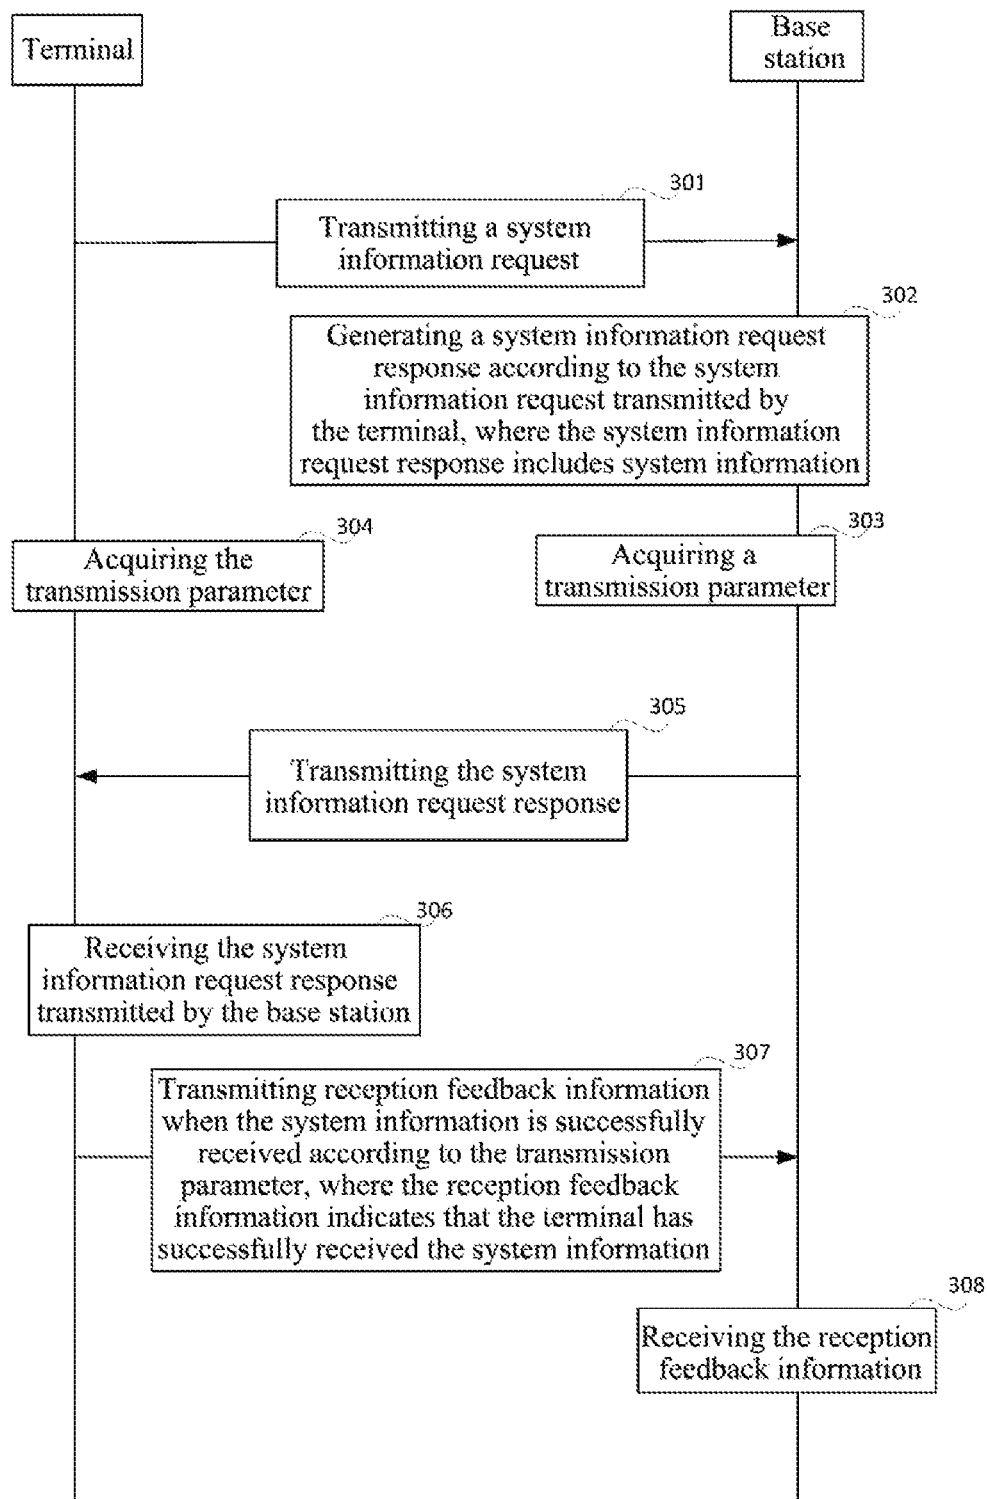 Terminal
Base
station
301
Transmitting a system
information request
302
Generating a system information request
response according to the system
information request transmitted by
the terminal, where the system information
request response includes system information
304
Acquiring the
transmission parameter
303
Acquiring a
transmission parameter
305
Transmitting the system
information request response
306
Receiving the system
information request response
transmitted by the base station
307
Transmitting reception feedback information
when the system information is successfully
received according to the transmission
parameter, where the reception feedback
information indicates that the terminal has
successfully received the system information
308
Receiving the reception
feedback information